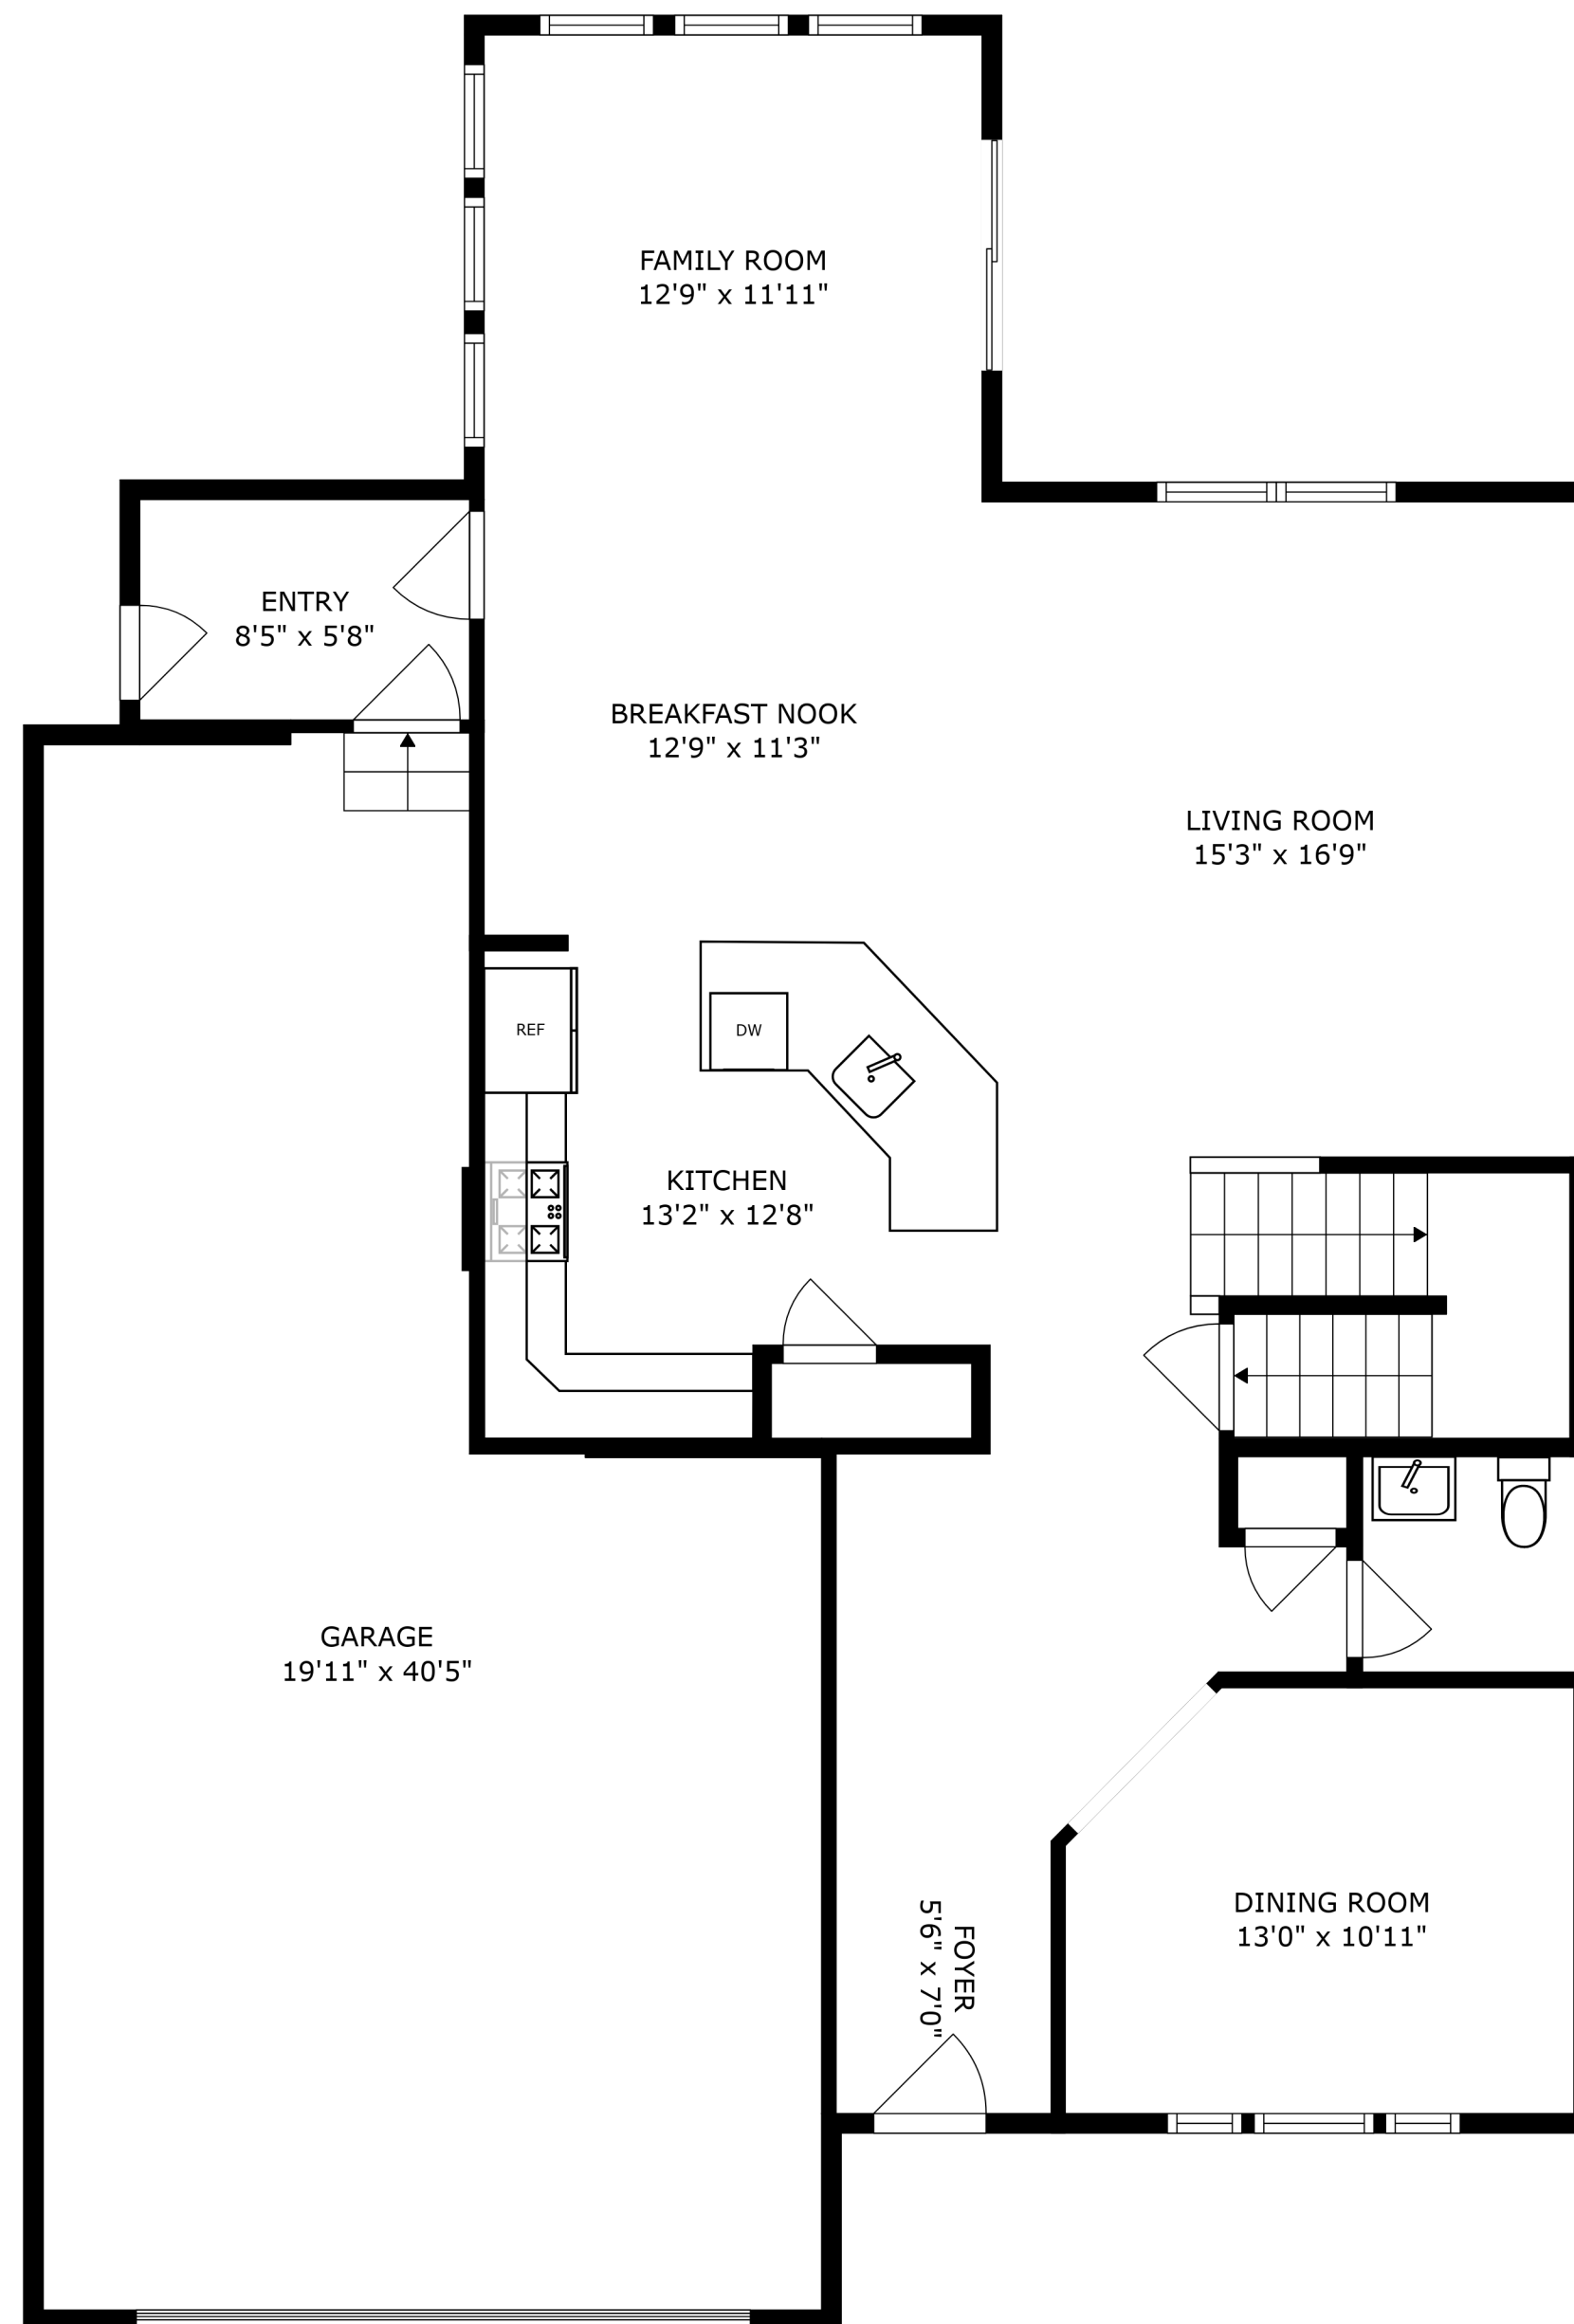 FAMILY ROOM
12'9" x 11'11"
ENTRY
8'5" x 5'8"
BREAKFAST NOOK
12'9" x 11'3"
LIVING ROOM
15'3" x 16'9"
REF
DW
KITCHEN
13'2" x 12'8"
GARAGE
19'11" x 40'5"
DINING ROOM
13'0" x 10'11"
FOYER
5'6" x 7'0"